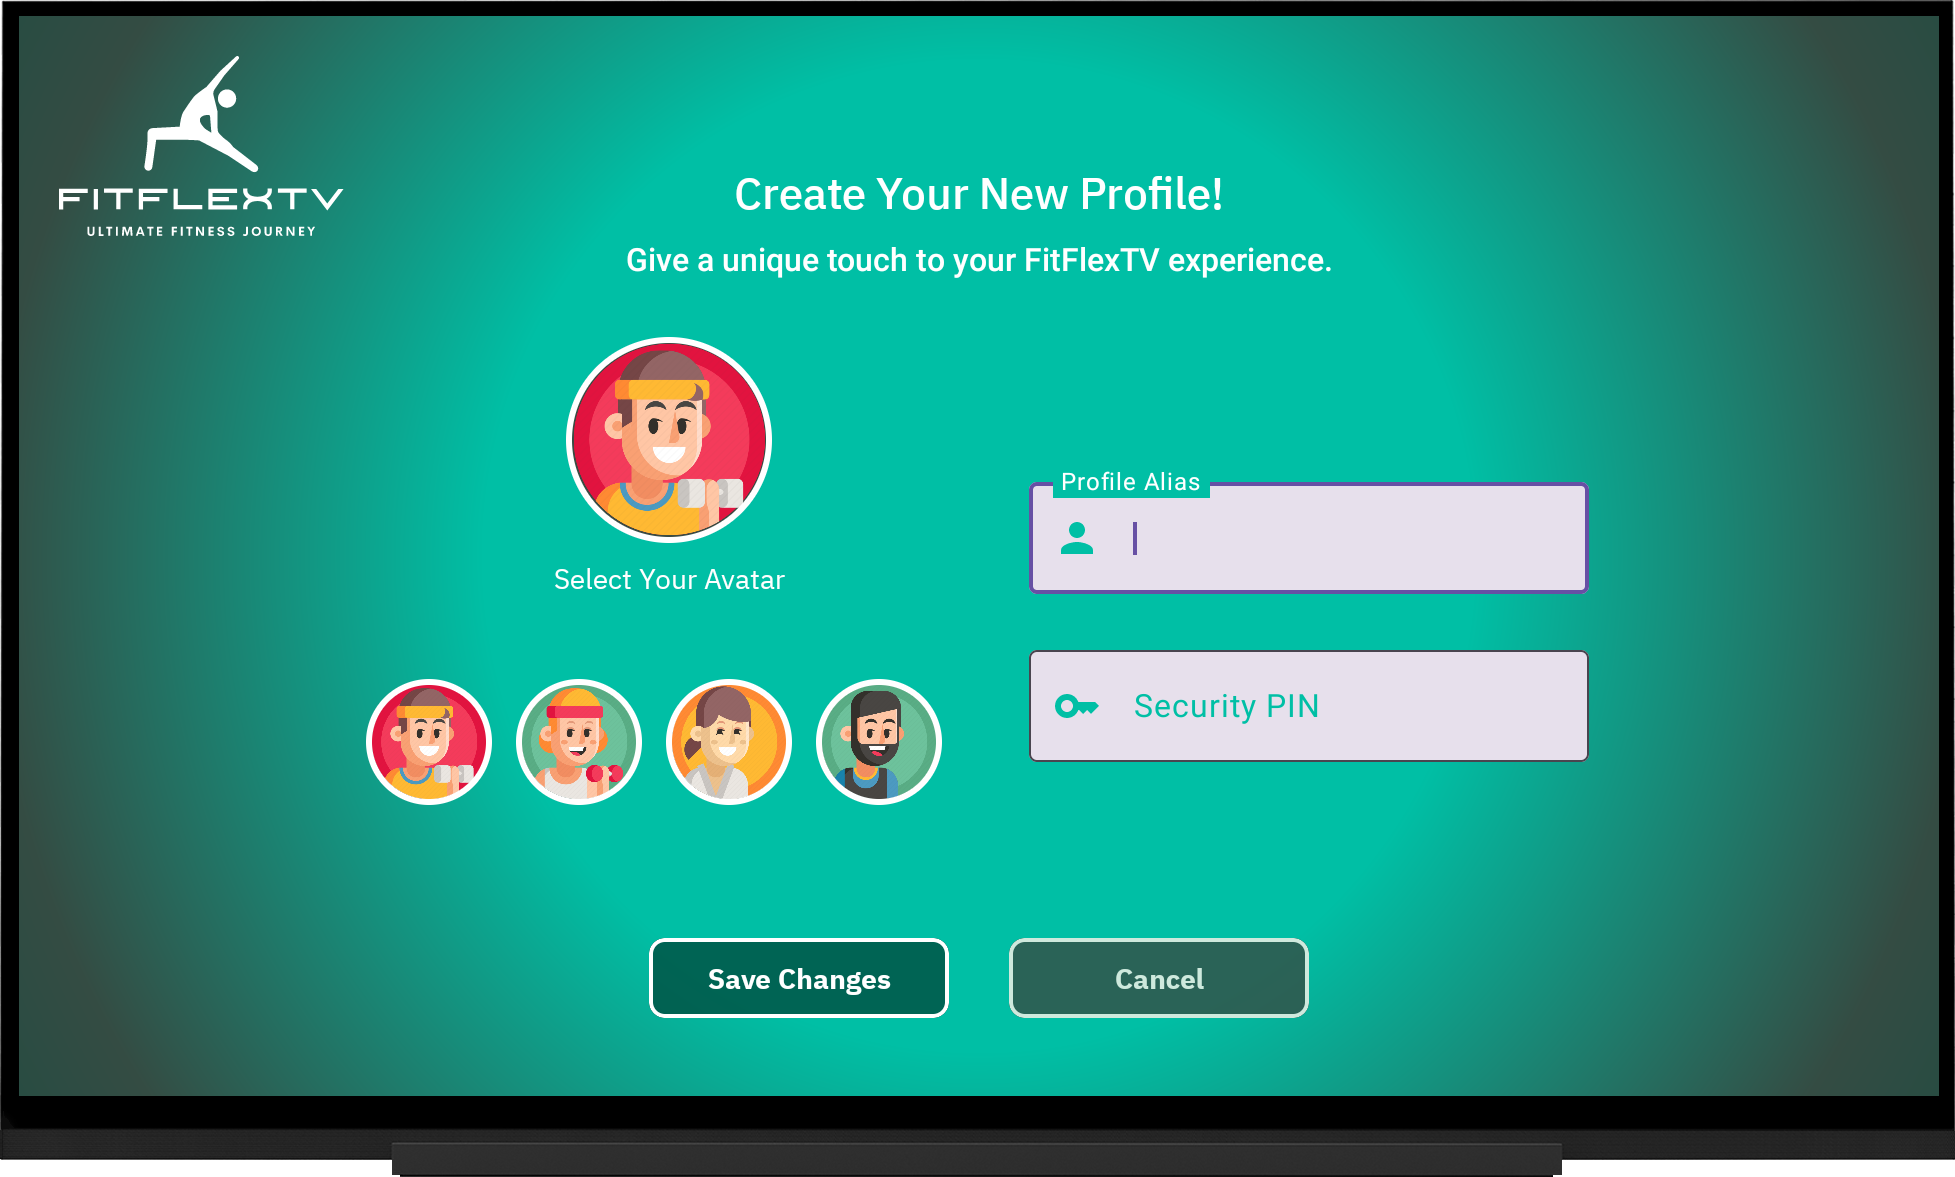 FITFLEXTV
ULTIMATE FITNESS JOURNEY
Create Your New Profile!
Give a unique touch to your FitFlexTV experience.
Select Your Avatar
Profile Alias
Security PIN
Save Changes
Cancel